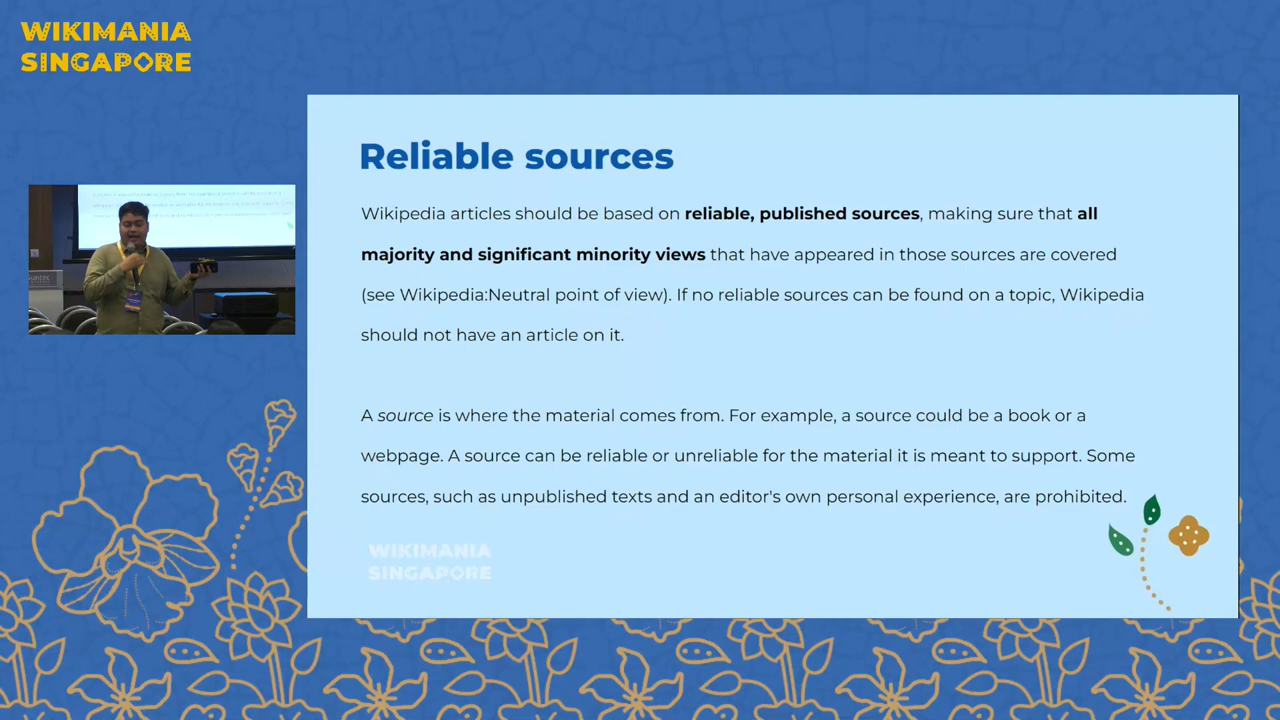 WIKIMANIA
SINGAPORE
Reliable sources
Wikipedia articles should be based on reliable, published sources, making sure that all
majority and significant minority views that have appeared in those sources are covered
(see Wikipedia:Neutral point of view). If no reliable sources can be found on a topic, Wikipedia
should not have an article on it.
A source is where the material comes from. For example, a source could be a book or a
webpage. A source can be reliable or unreliable for the material it is meant to support. Some
sources, such as unpublished texts and an editor's own personal experience, are prohibited.
WIKIMANIA
SINGAPORE